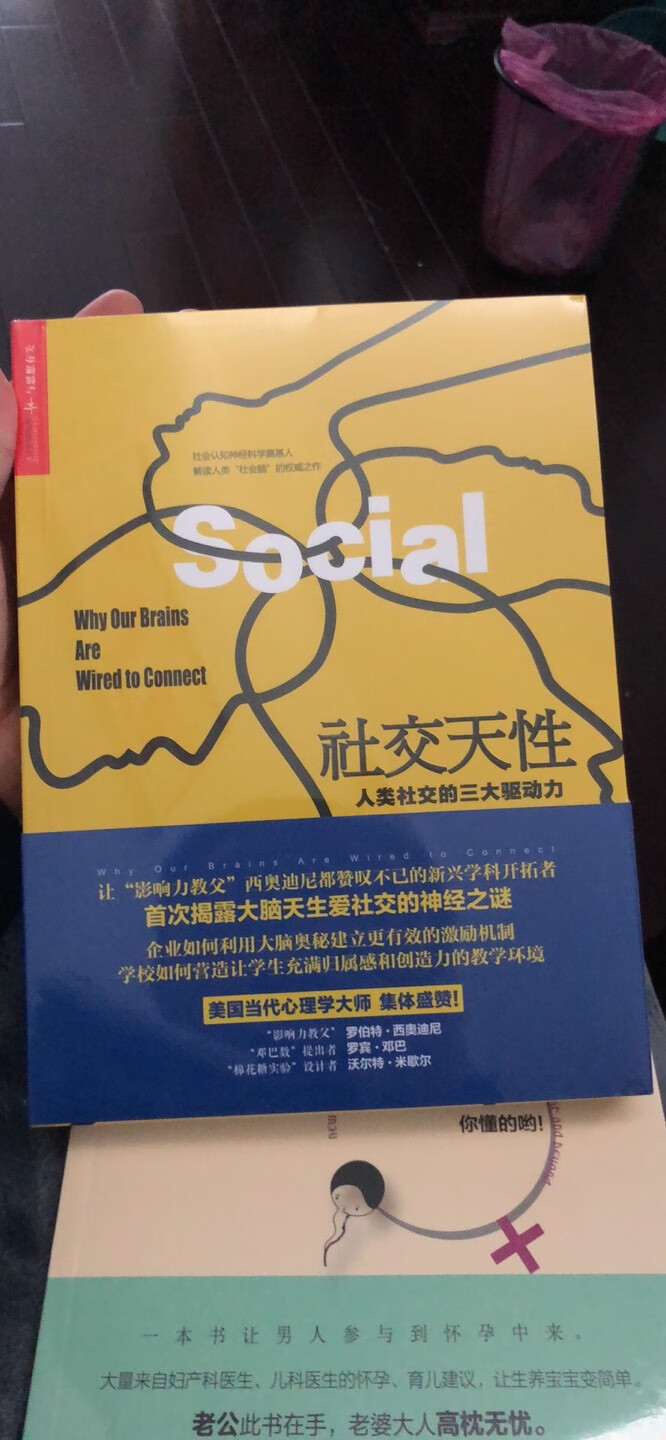 社会认知神经科学奠基人
解读人类“社会脑”的权威之作
Social
Why Our Brains
Are
Wired to Connect
社交天性
人类社交的三大驱动力
Why Our Brains Are Wired to Connect
让“影响力教父”西奥迪尼都赞叹不已的新兴学科开拓者
首次揭露大脑天生爱社交的神经之谜
企业如何利用大脑奥秘建立更有效的激励机制
学校如何营造让学生充满归属感和创造力的教学环境
美国当代心理学大师 集体盛赞!
“影响力教父” 罗伯特·西奥迪尼
“邓巴数”提出者 罗宾·邓巴
“棉花糖实验”设计者 沃尔特·米歇尔
你懂的哟!
一本书让男人参与到怀孕中来。
大量来自妇产科医生、儿科医生的怀孕、育儿建议，让生养宝宝变简单。
老公此书在手，老婆大人高枕无忧。